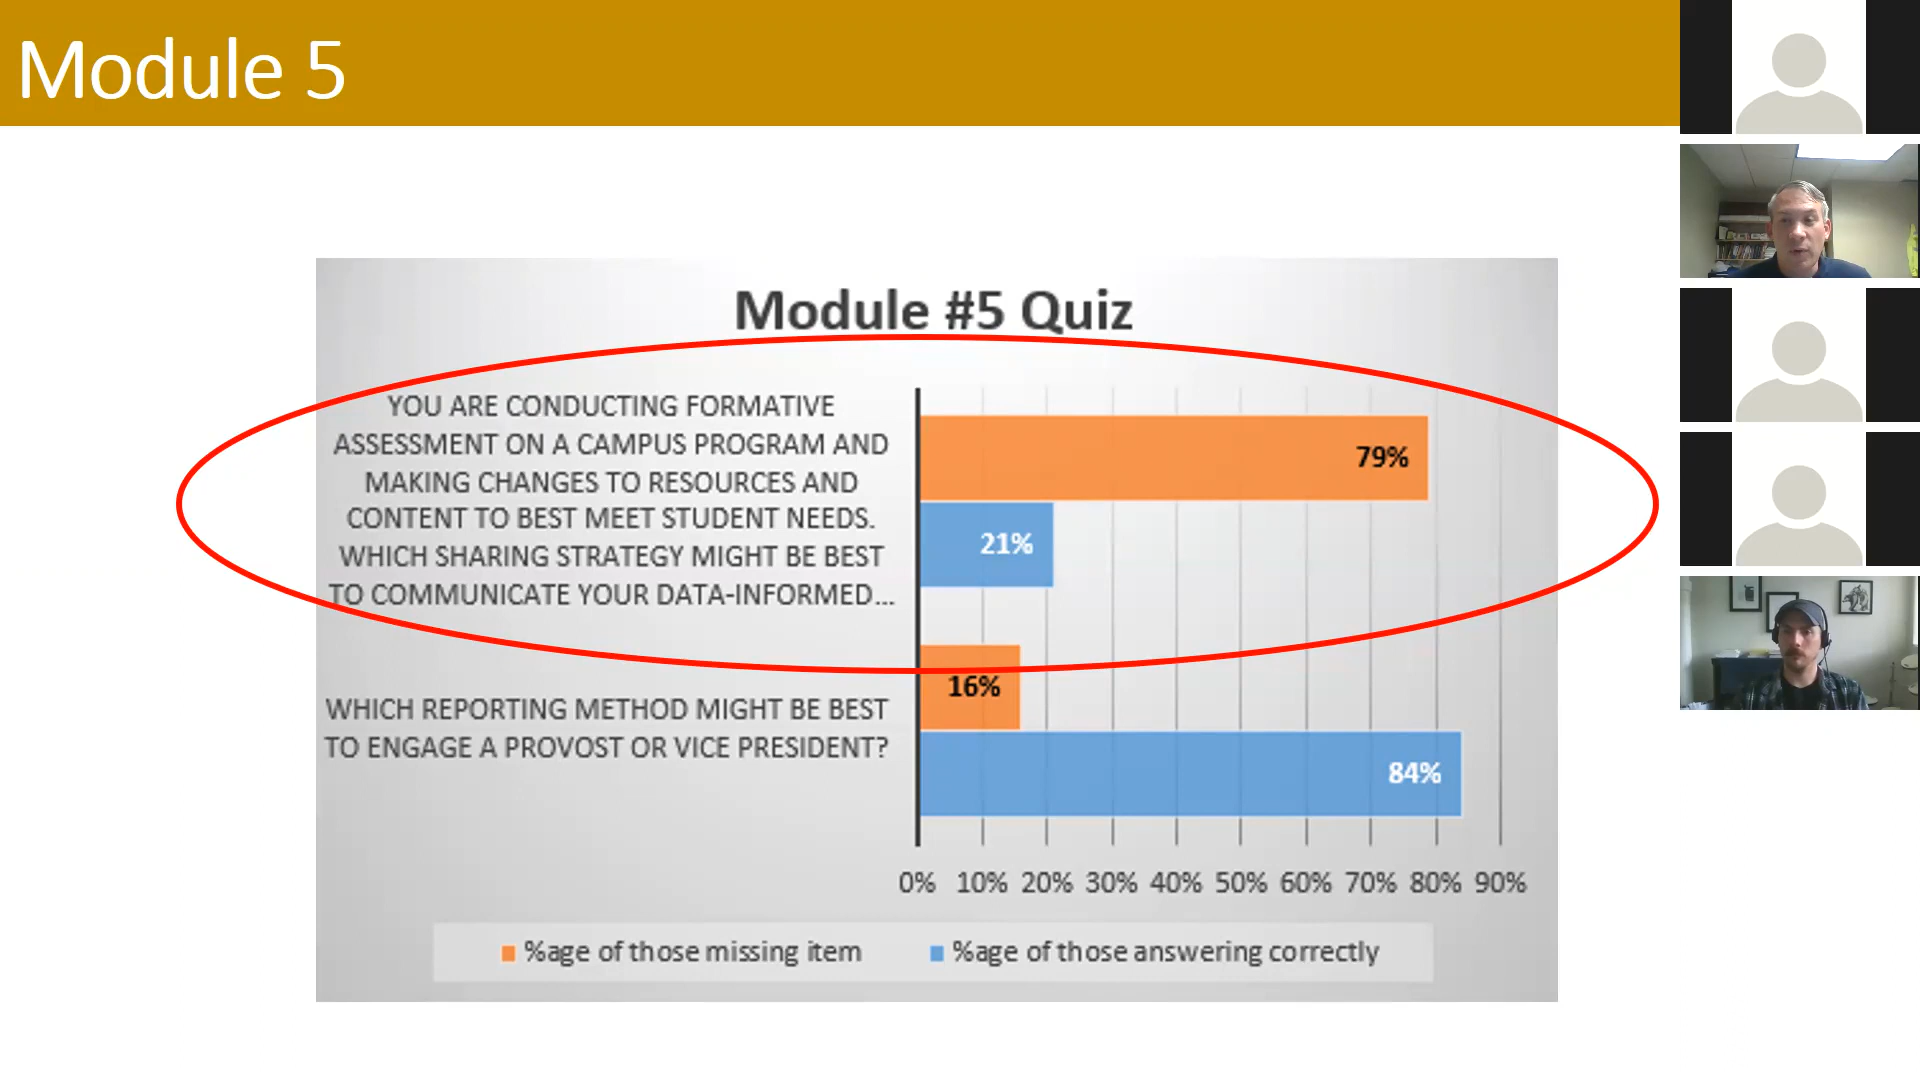 Module 5
Module #5 Quiz
YOU ARE CONDUCTING FORMATIVE
ASSESSMENT ON A CAMPUS PROGRAM AND
MAKING CHANGES TO RESOURCES AND
CONTENT TO BEST MEET STUDENT NEEDS.
WHICH SHARING STRATEGY MIGHT BE BEST
TO COMMUNICATE YOUR DATA-INFORMED...
79%
21%
WHICH REPORTING METHOD MIGHT BE BEST
TO ENGAGE A PROVOST OR VICE PRESIDENT?
16%
84%
0% 10% 20% 30% 40% 50% 60% 70% 80% 90%
%age of those missing item %age of those answering correctly